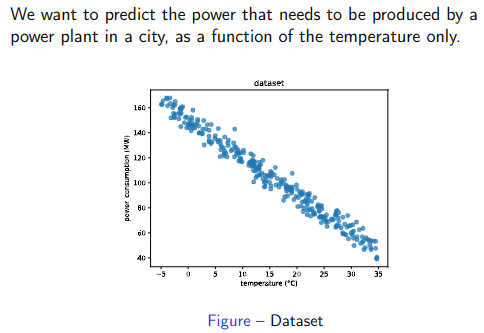 We want to predict the power that needs to be produced by a
power plant in a city, as a function of the temperature only.
dataset
power consumption (MW)
160
140
120
100
80
60
40
−5 0 5 10 15 20 25 30 35
temperature (°C)
Figure – Dataset